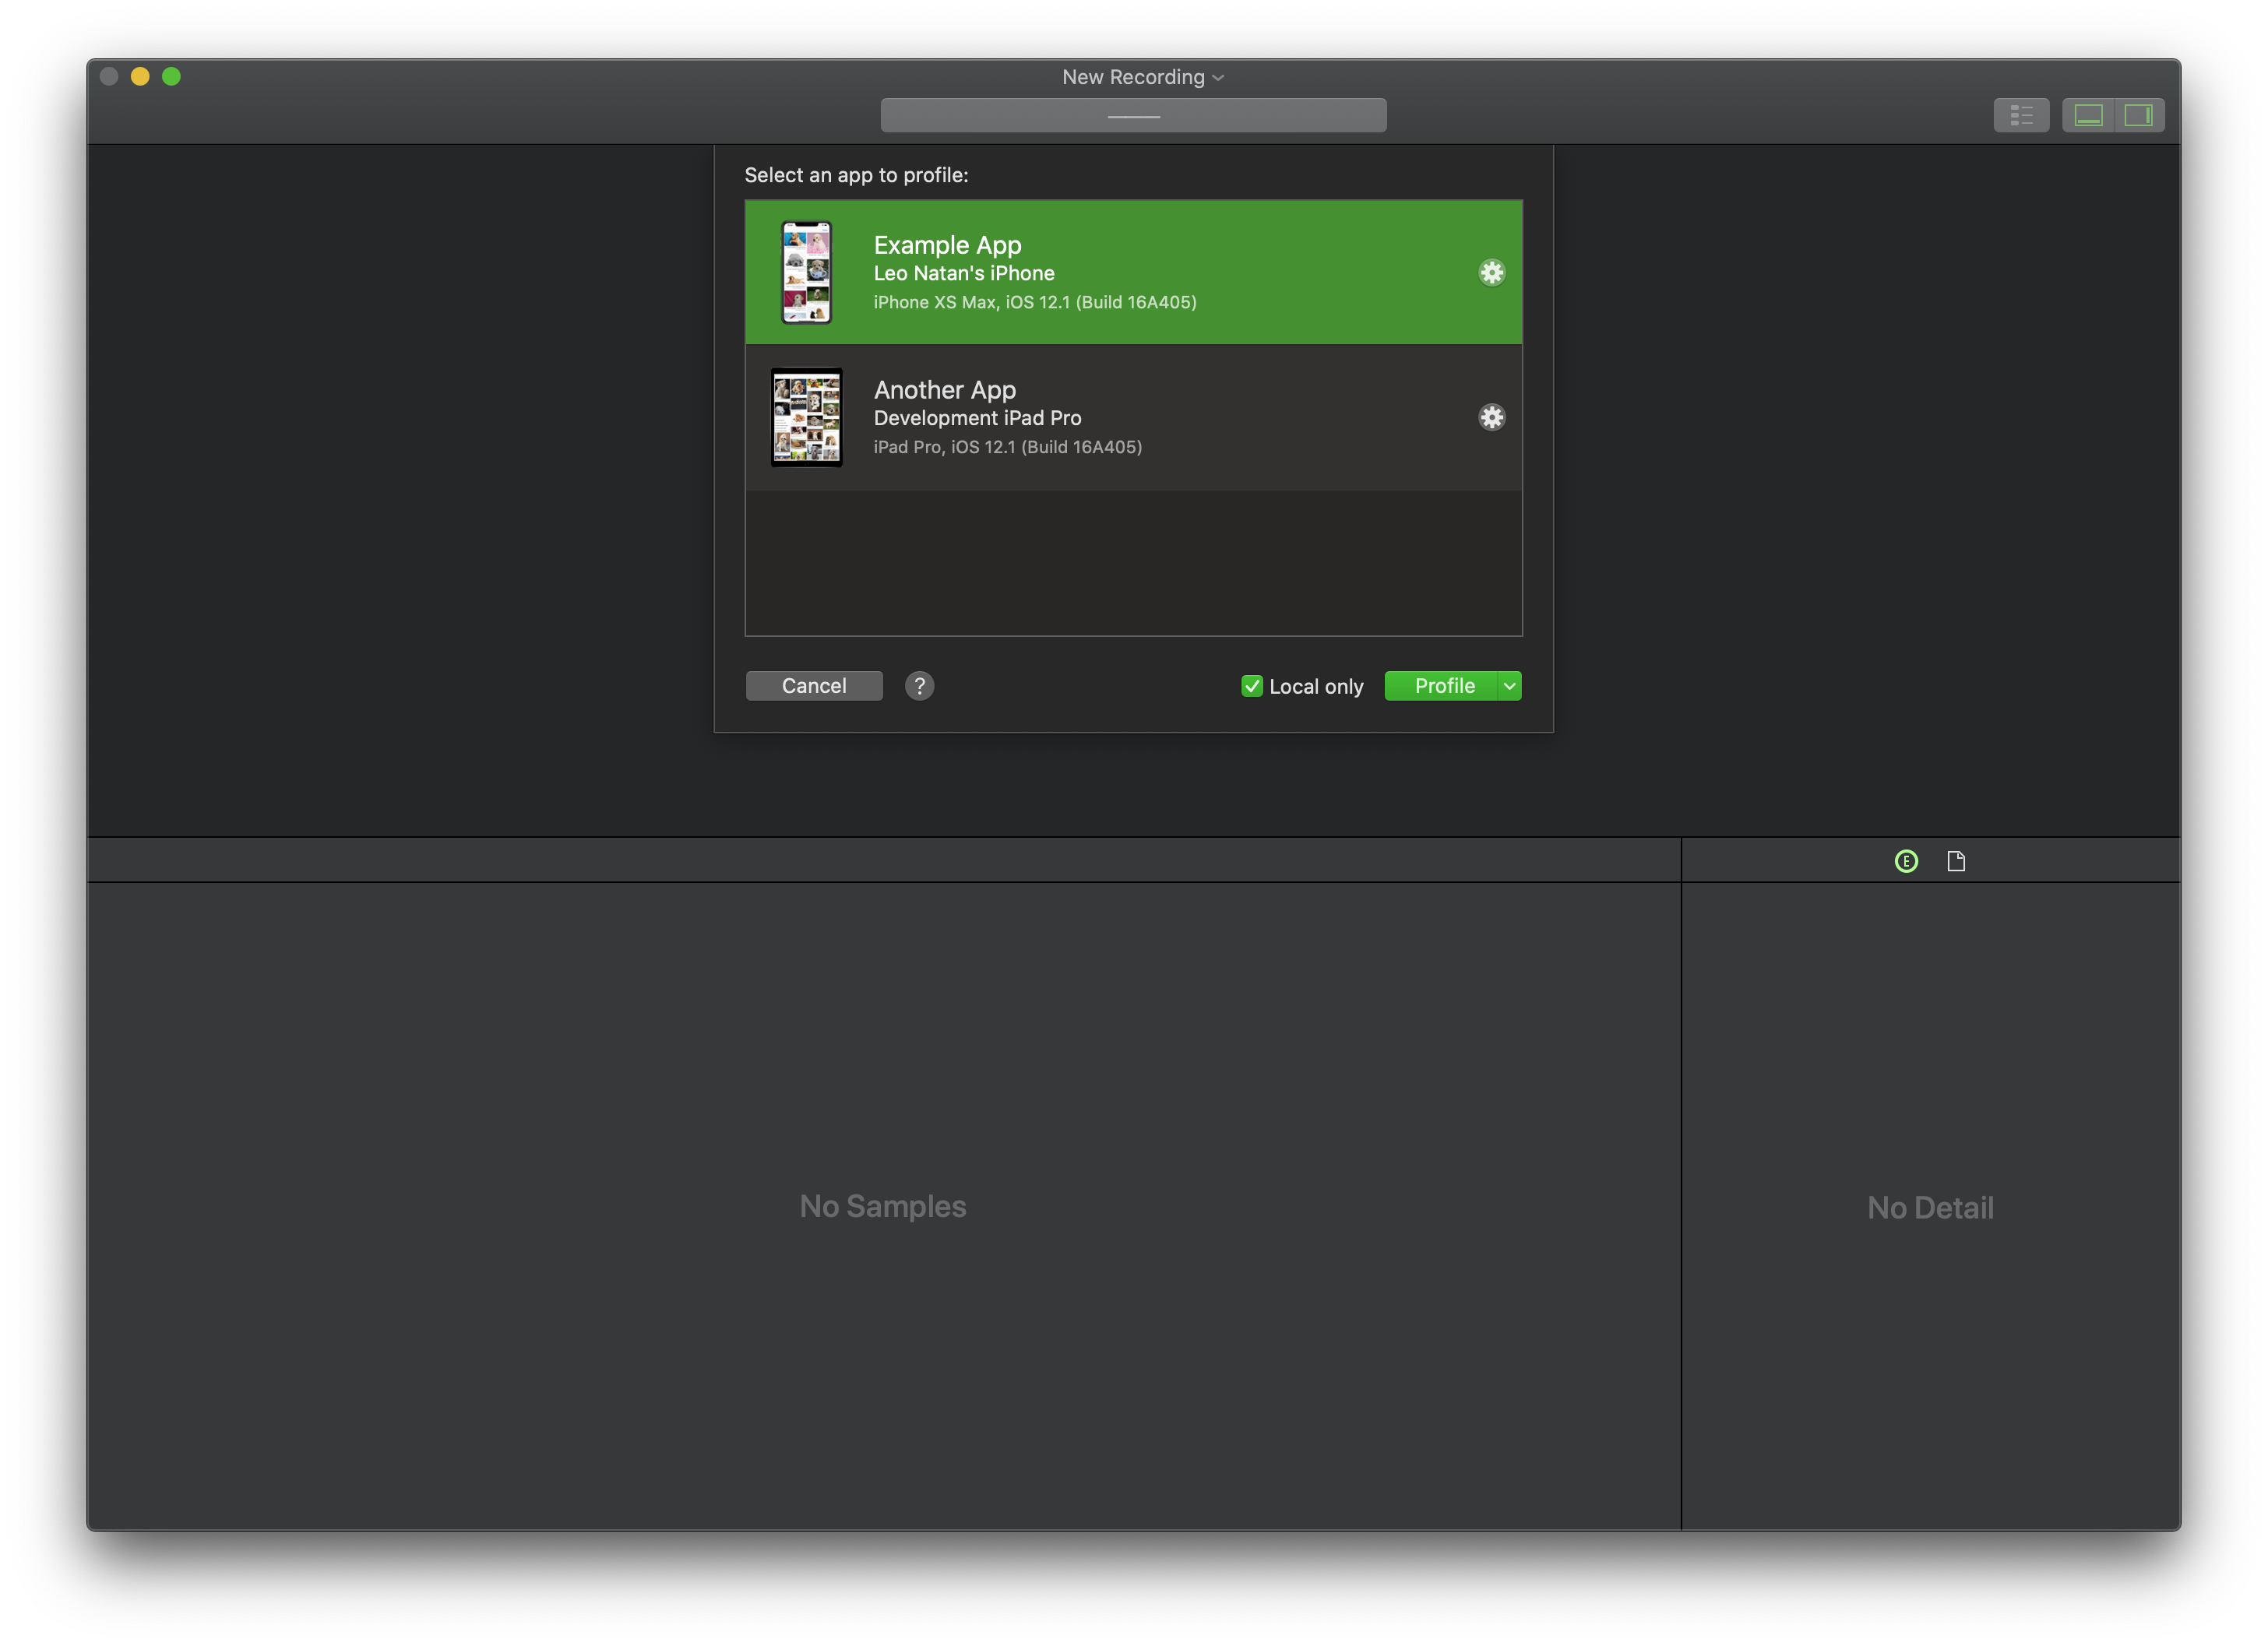 New Recording
Select an app to profile:
Example App
Leo Natan's iPhone
iPhone XS Max, iOS 12.1 (Build 16A405)
Another App
Development iPad Pro
iPad Pro, iOS 12.1 (Build 16A405)
Cancel
?
Local only
Profile
E
No Samples
No Detail